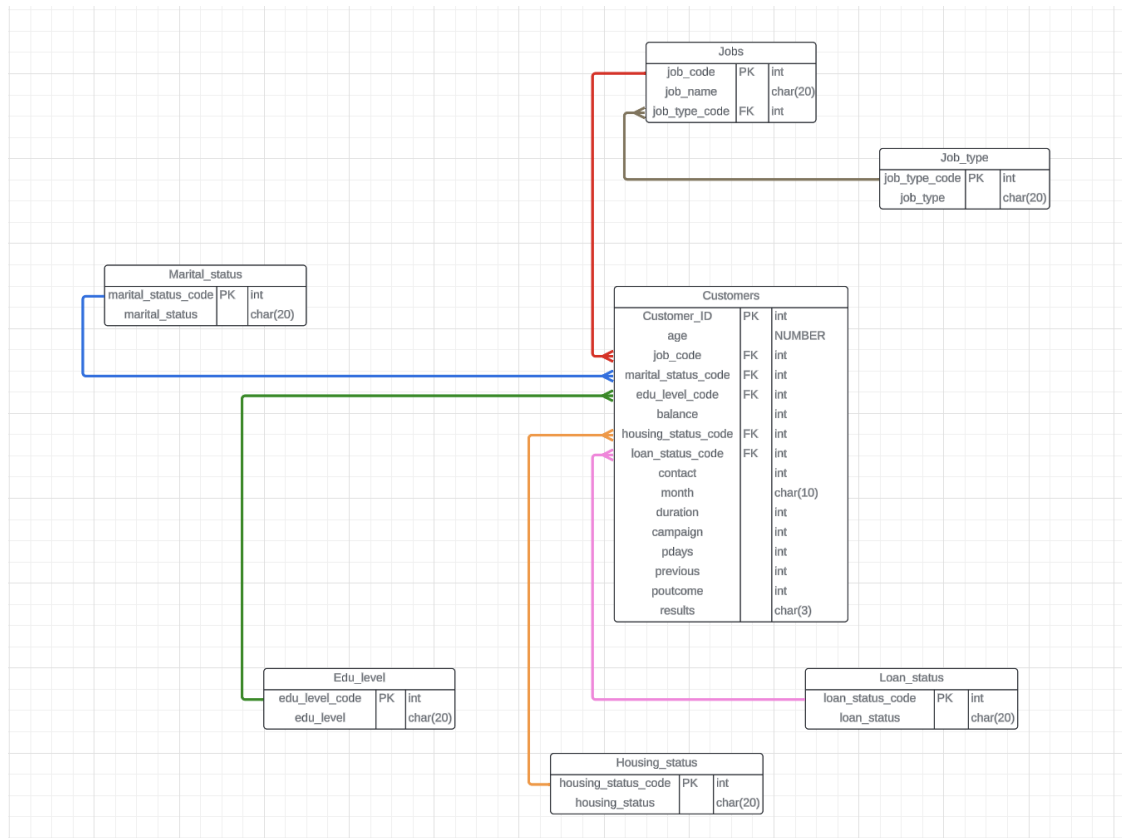 Jobs
job_code PK int
job_name char(20)
job_type_code FK int
Job_type
job_type_code PK int
job_type char(20)
Marital_status
marital_status_code PK int
marital_status char(20)
Customers
Customer_ID PK int
age NUMBER
job_code FK int
marital_status_code FK int
edu_level_code FK int
balance int
housing_status_code FK int
loan_status_code FK int
contact int
month char(10)
duration int
campaign int
pdays int
previous int
poutcome int
results char(3)
Edu_level
edu_level_code PK int
edu_level char(20)
Loan_status
loan_status_code PK int
loan_status char(20)
Housing_status
housing_status_code PK int
housing_status char(20)